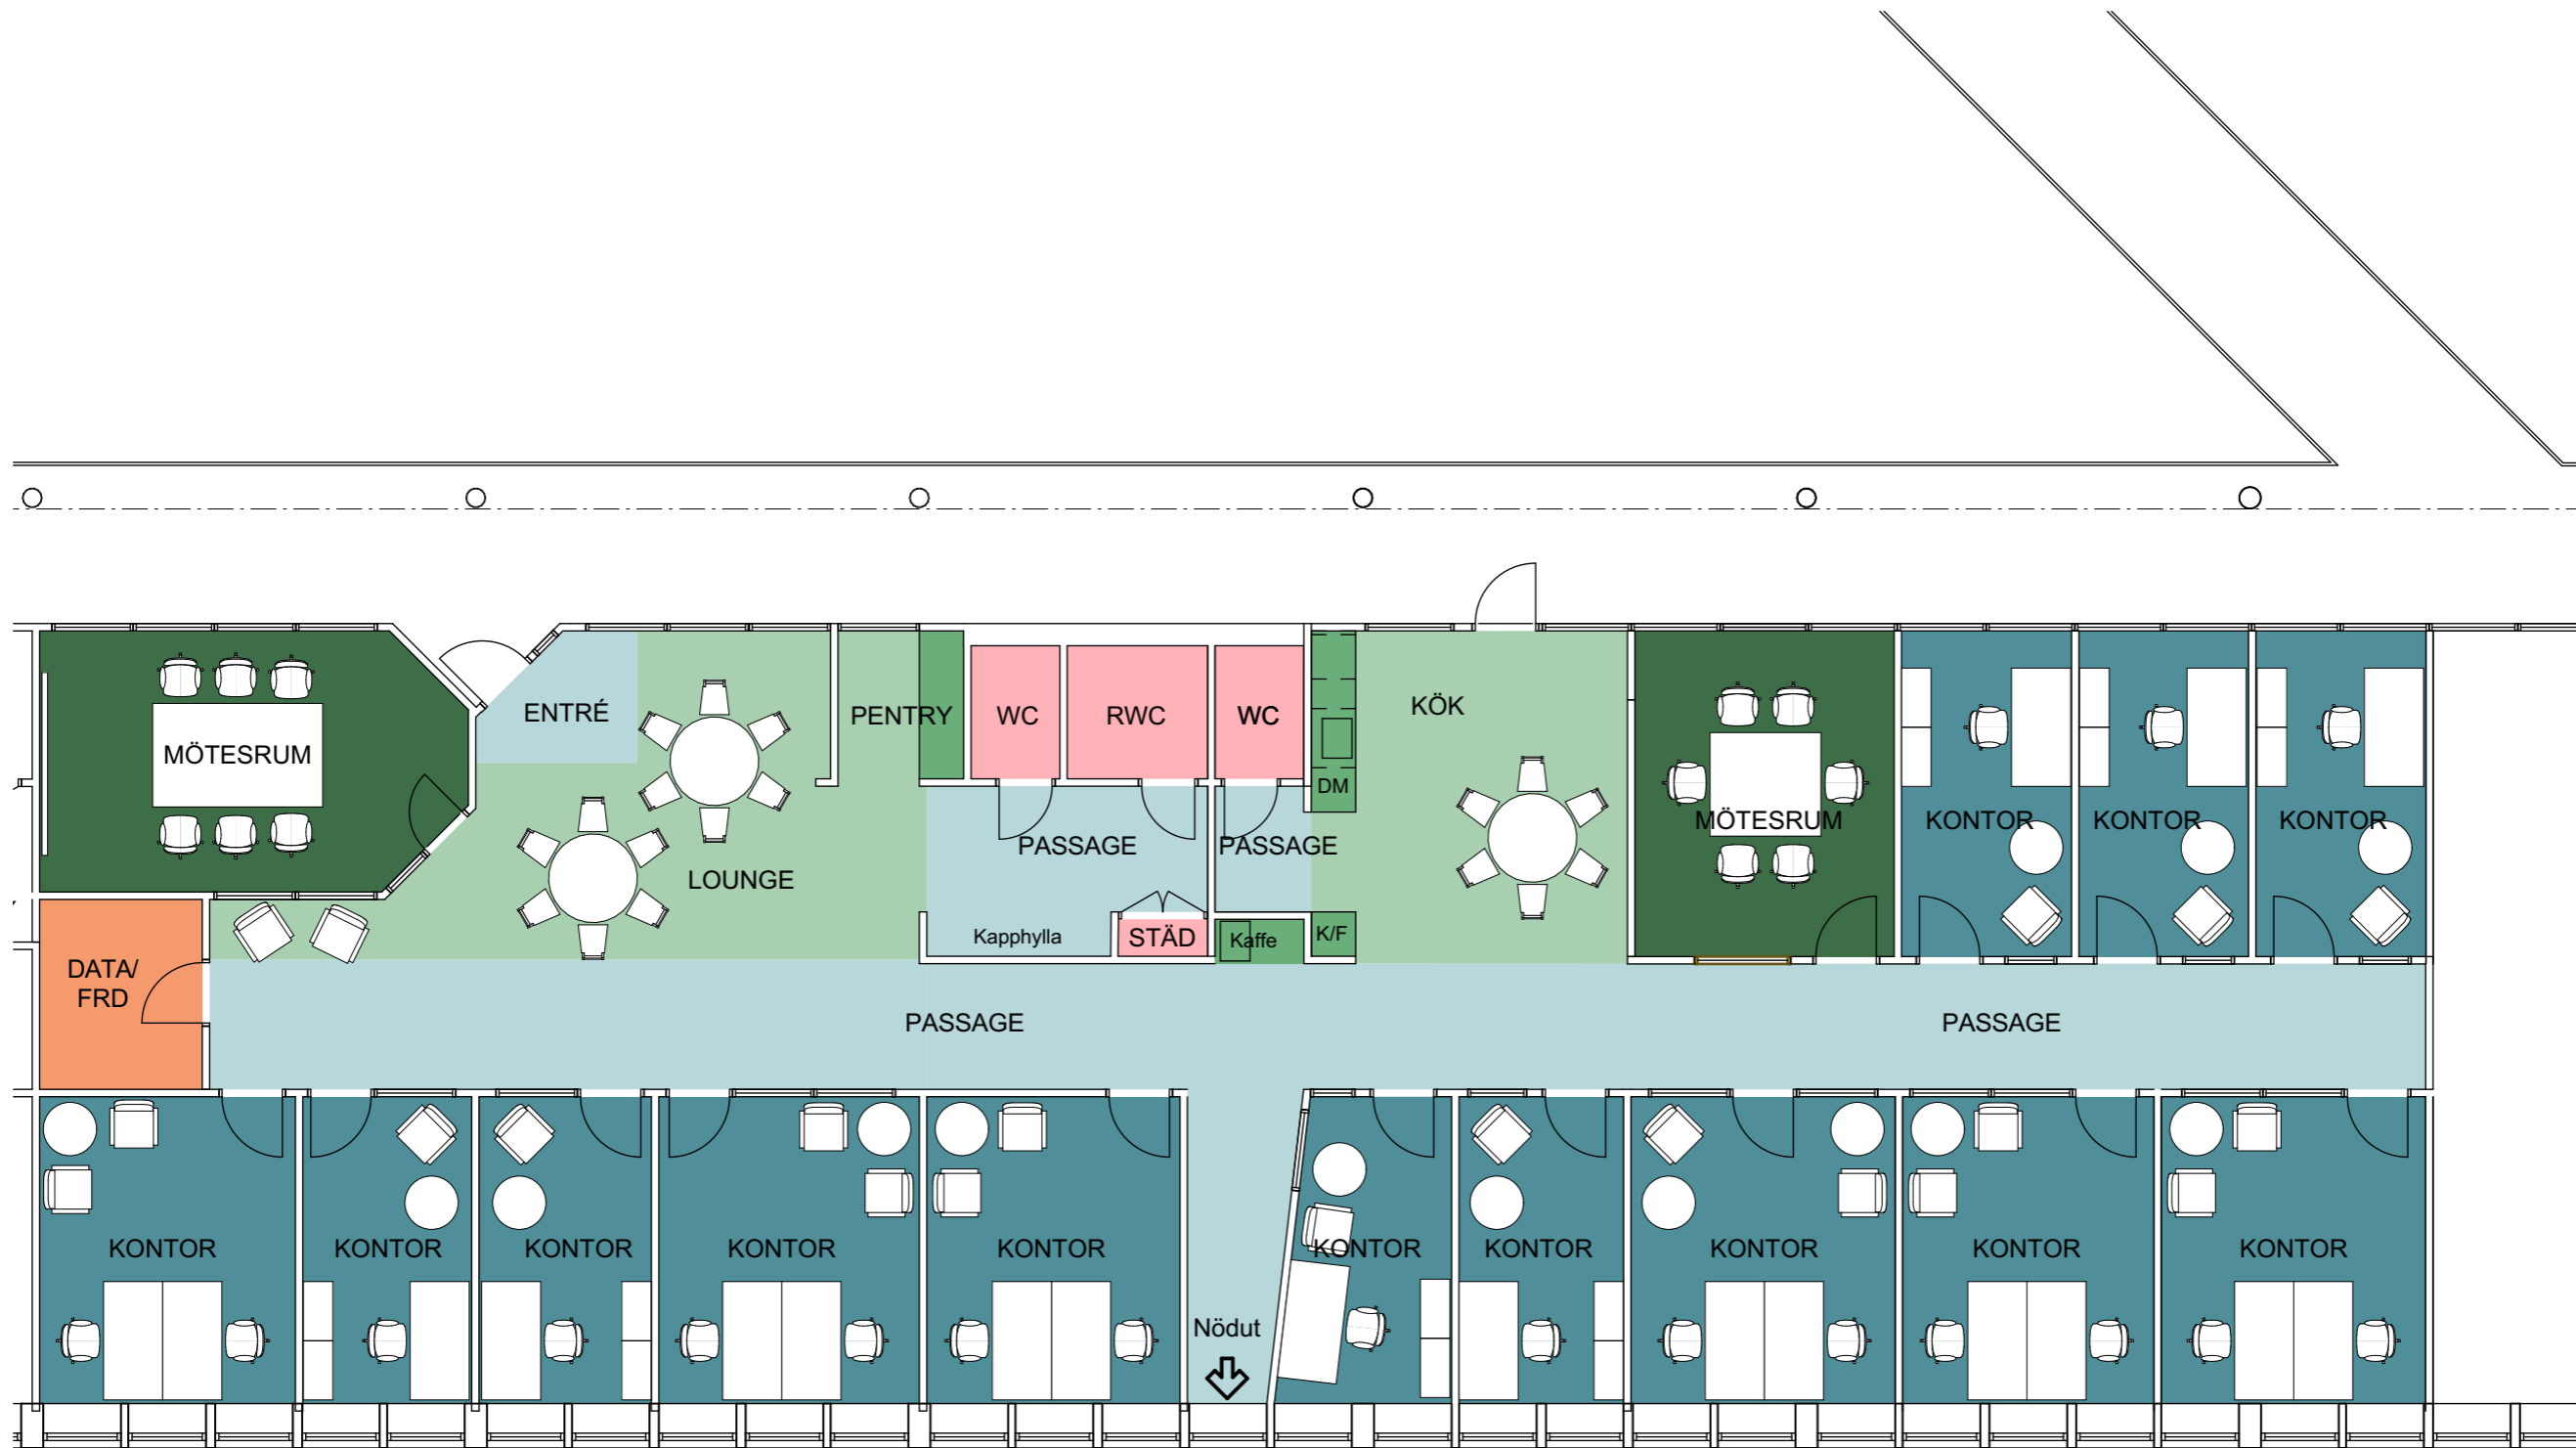 KÖK
ENTRÉ
PENTRY
WC
RWC
WC
MÖTESRUM
DM
MÖTESRUM
KONTOR
KONTOR
KONTOR
PASSAGE
PASSAGE
LOUNGE
Kapphylla
STÄD
Kaffe
K/F
DATA/
FRD
PASSAGE
PASSAGE
KONTOR
KONTOR
KONTOR
KONTOR
KONTOR
KONTOR
KONTOR
KONTOR
KONTOR
KONTOR
Nödut